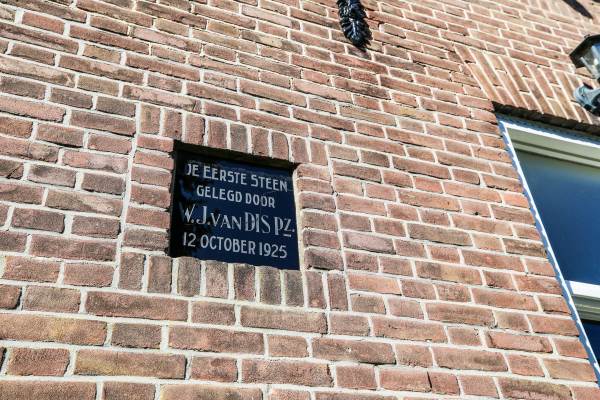 DE EERSTE STEEN
GELEGD DOOR
W.J. VAN DIS PZ.
12 OCTOBER 1925